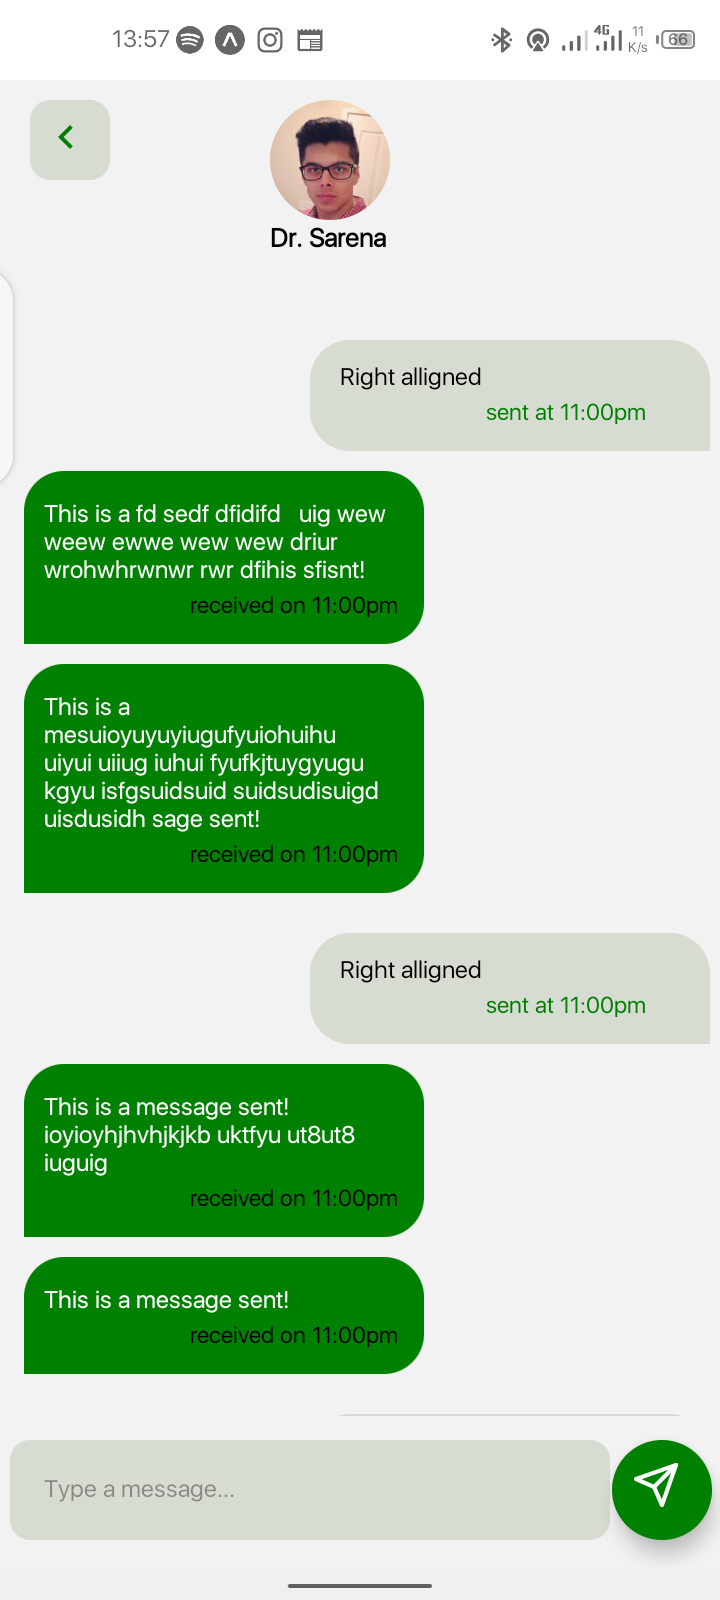 13:57
4G 11 K/s 66
Dr. Sarena
Right alligned
sent at 11:00pm
This is a fd sedf dfidifd   uig wew
weew ewwe wew wew driur
wrohwhrwnwr rwr dfihis sfisnt!
received on 11:00pm
This is a
mesuioyuyuyiugufyuiohuihu
uiyui uiiug iuhui fyufkjtuygyugu
kgyu isfgsuidsuid suidsudisuigd
uisdusidh sage sent!
received on 11:00pm
Right alligned
sent at 11:00pm
This is a message sent!
ioyioyhjhvhjkjkb uktfyu ut8ut8
iuguig
received on 11:00pm
This is a message sent!
received on 11:00pm
Type a message...